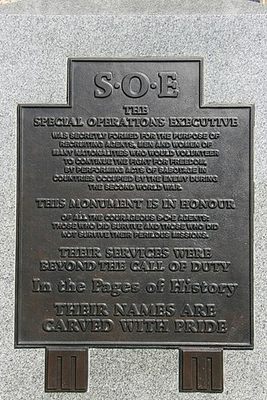 S·O·E
THE
SPECIAL OPERATIONS EXECUTIVE
WAS SECRETLY FORMED FOR THE PURPOSE OF
RECRUITING AGENTS, MEN AND WOMEN OF
MANY NATIONALITIES WHO WOULD VOLUNTEER
TO CONTINUE THE FIGHT FOR FREEDOM,
BY PERFORMING ACTS OF SABOTAGE IN
COUNTRIES OCCUPIED BY THE ENEMY DURING
THE SECOND WORLD WAR.
THIS MONUMENT IS IN HONOUR
OF ALL THE COURAGEOUS S·O·E AGENTS:
THOSE WHO DID SURVIVE AND THOSE WHO DID
NOT SURVIVE THEIR PERILOUS MISSIONS.
THEIR SERVICES WERE
BEYOND THE CALL OF DUTY
In the Pages of History
THEIR NAMES ARE
CARVED WITH PRIDE